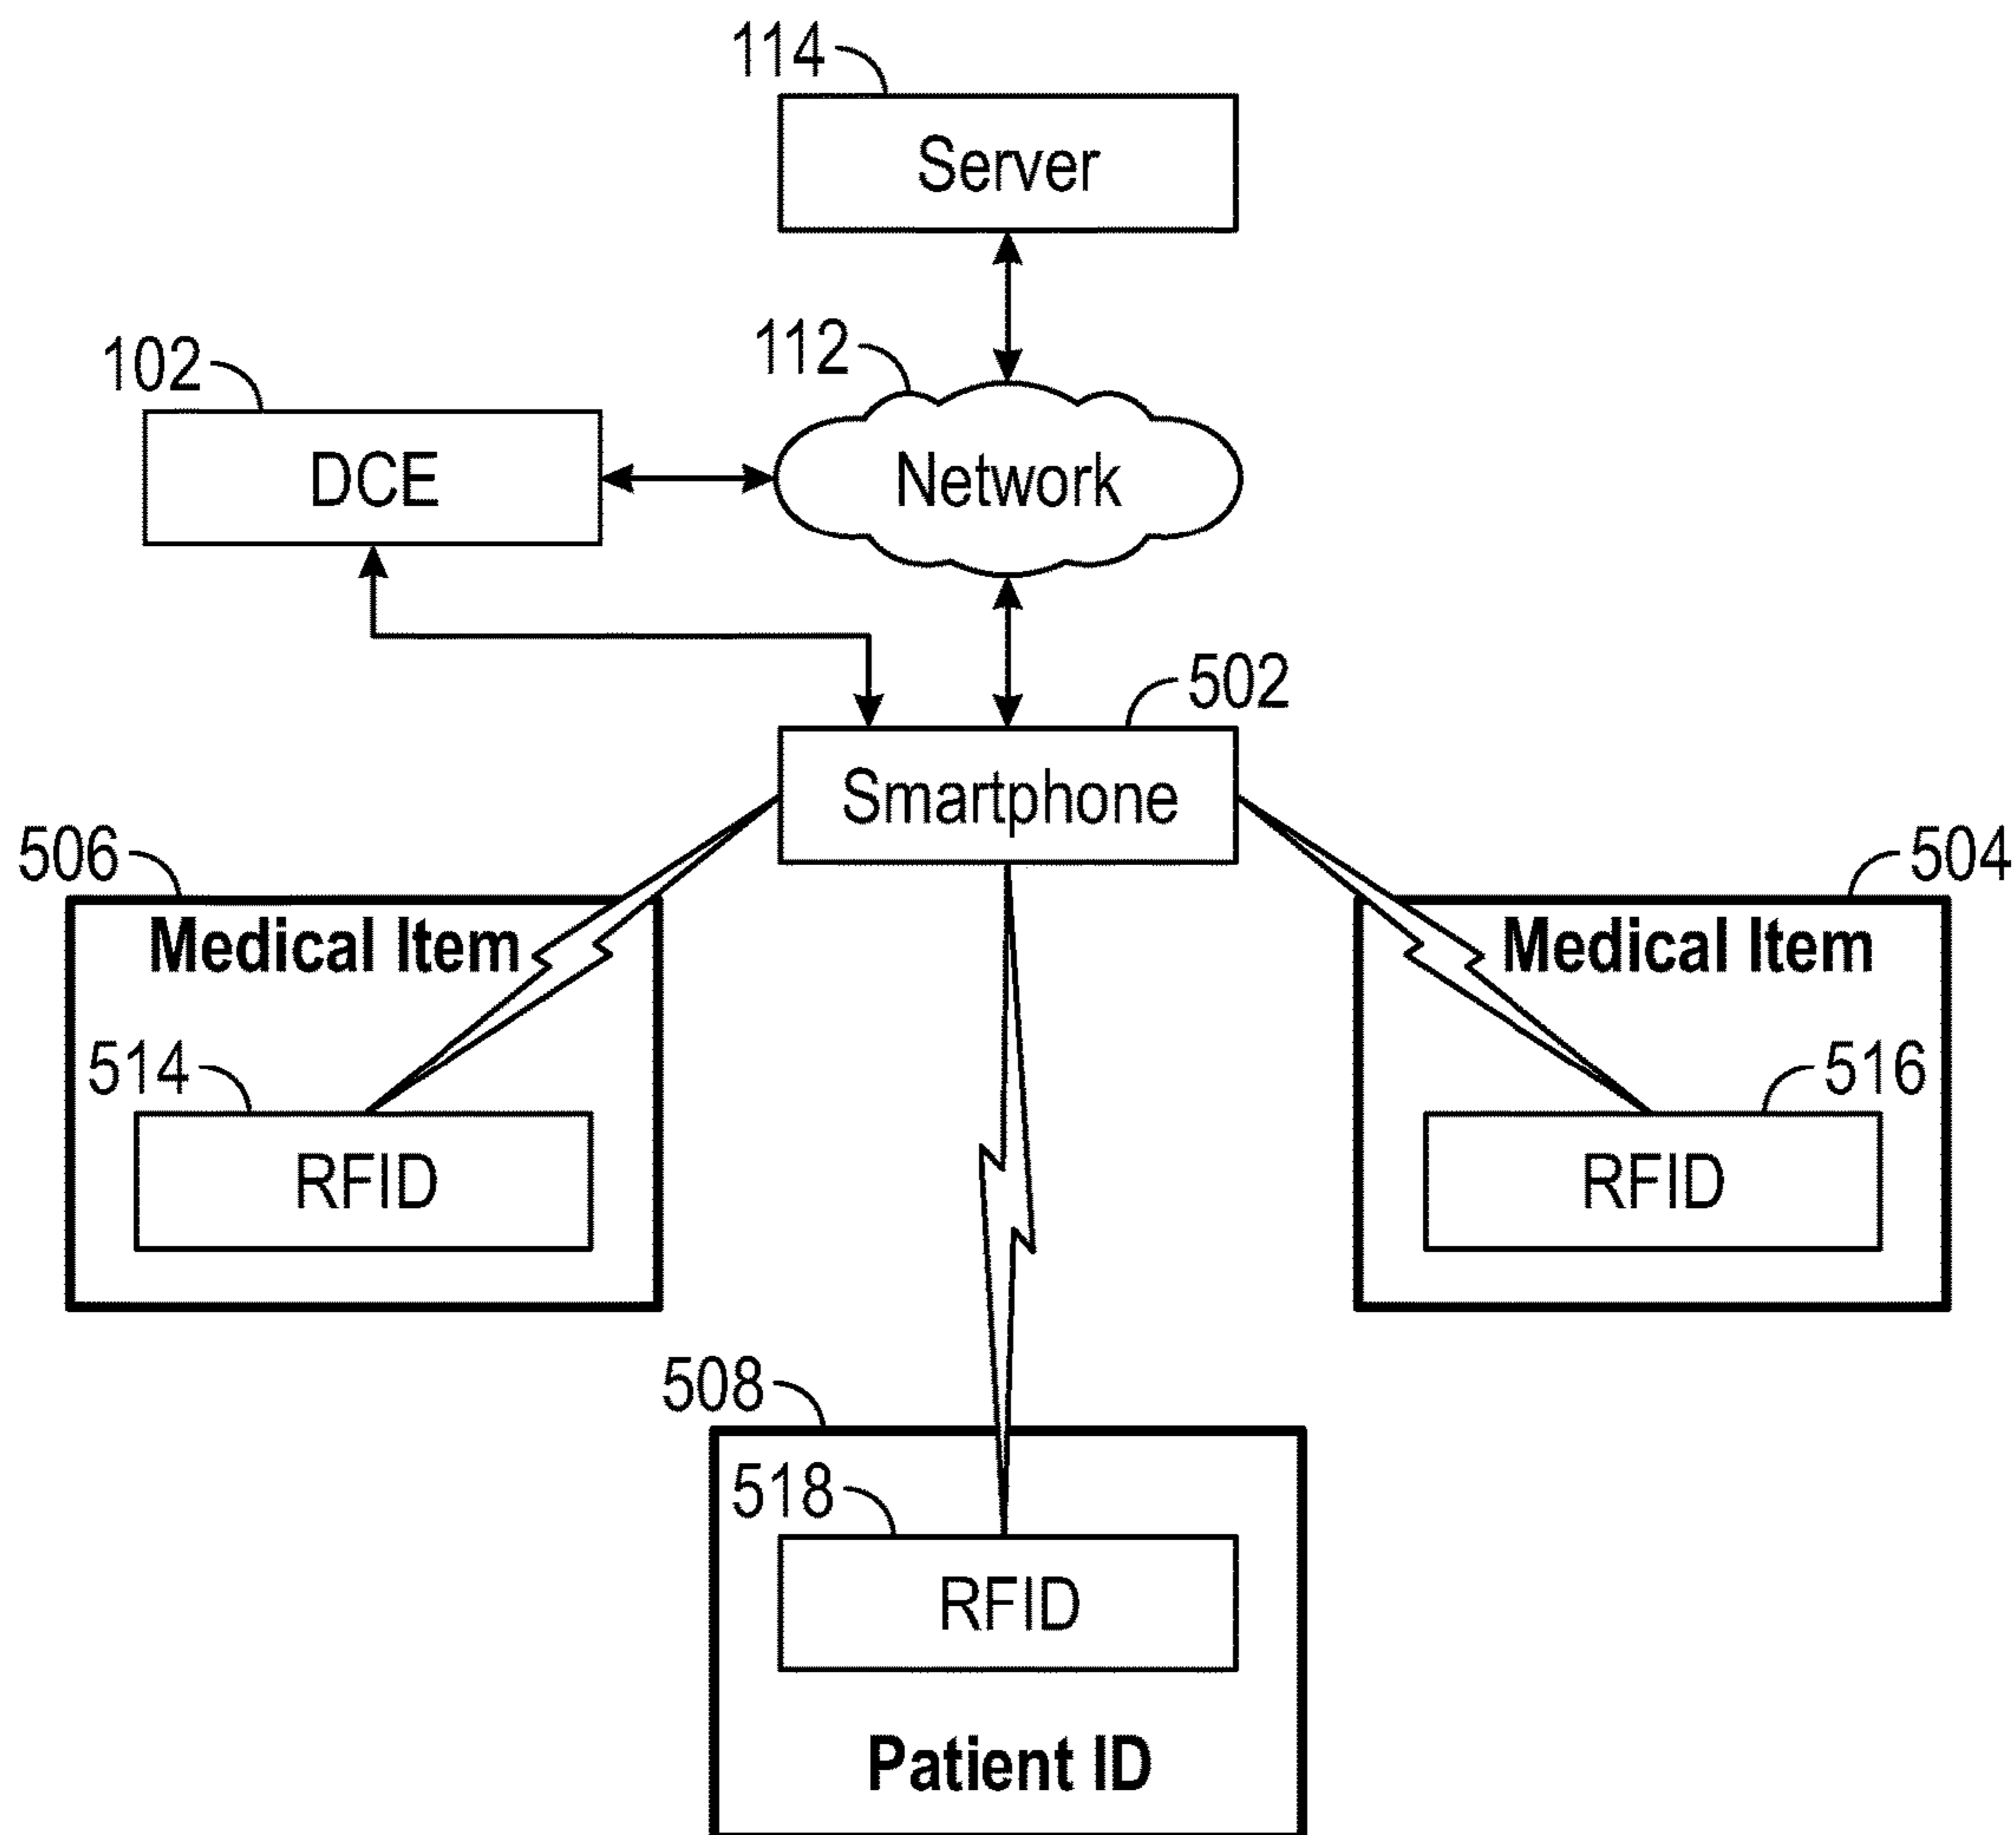 114
Server
112
102
DCE
Network
502
Smartphone
506
504
Medical Item
Medical Item
514
516
RFID
RFID
508
518
RFID
Patient ID